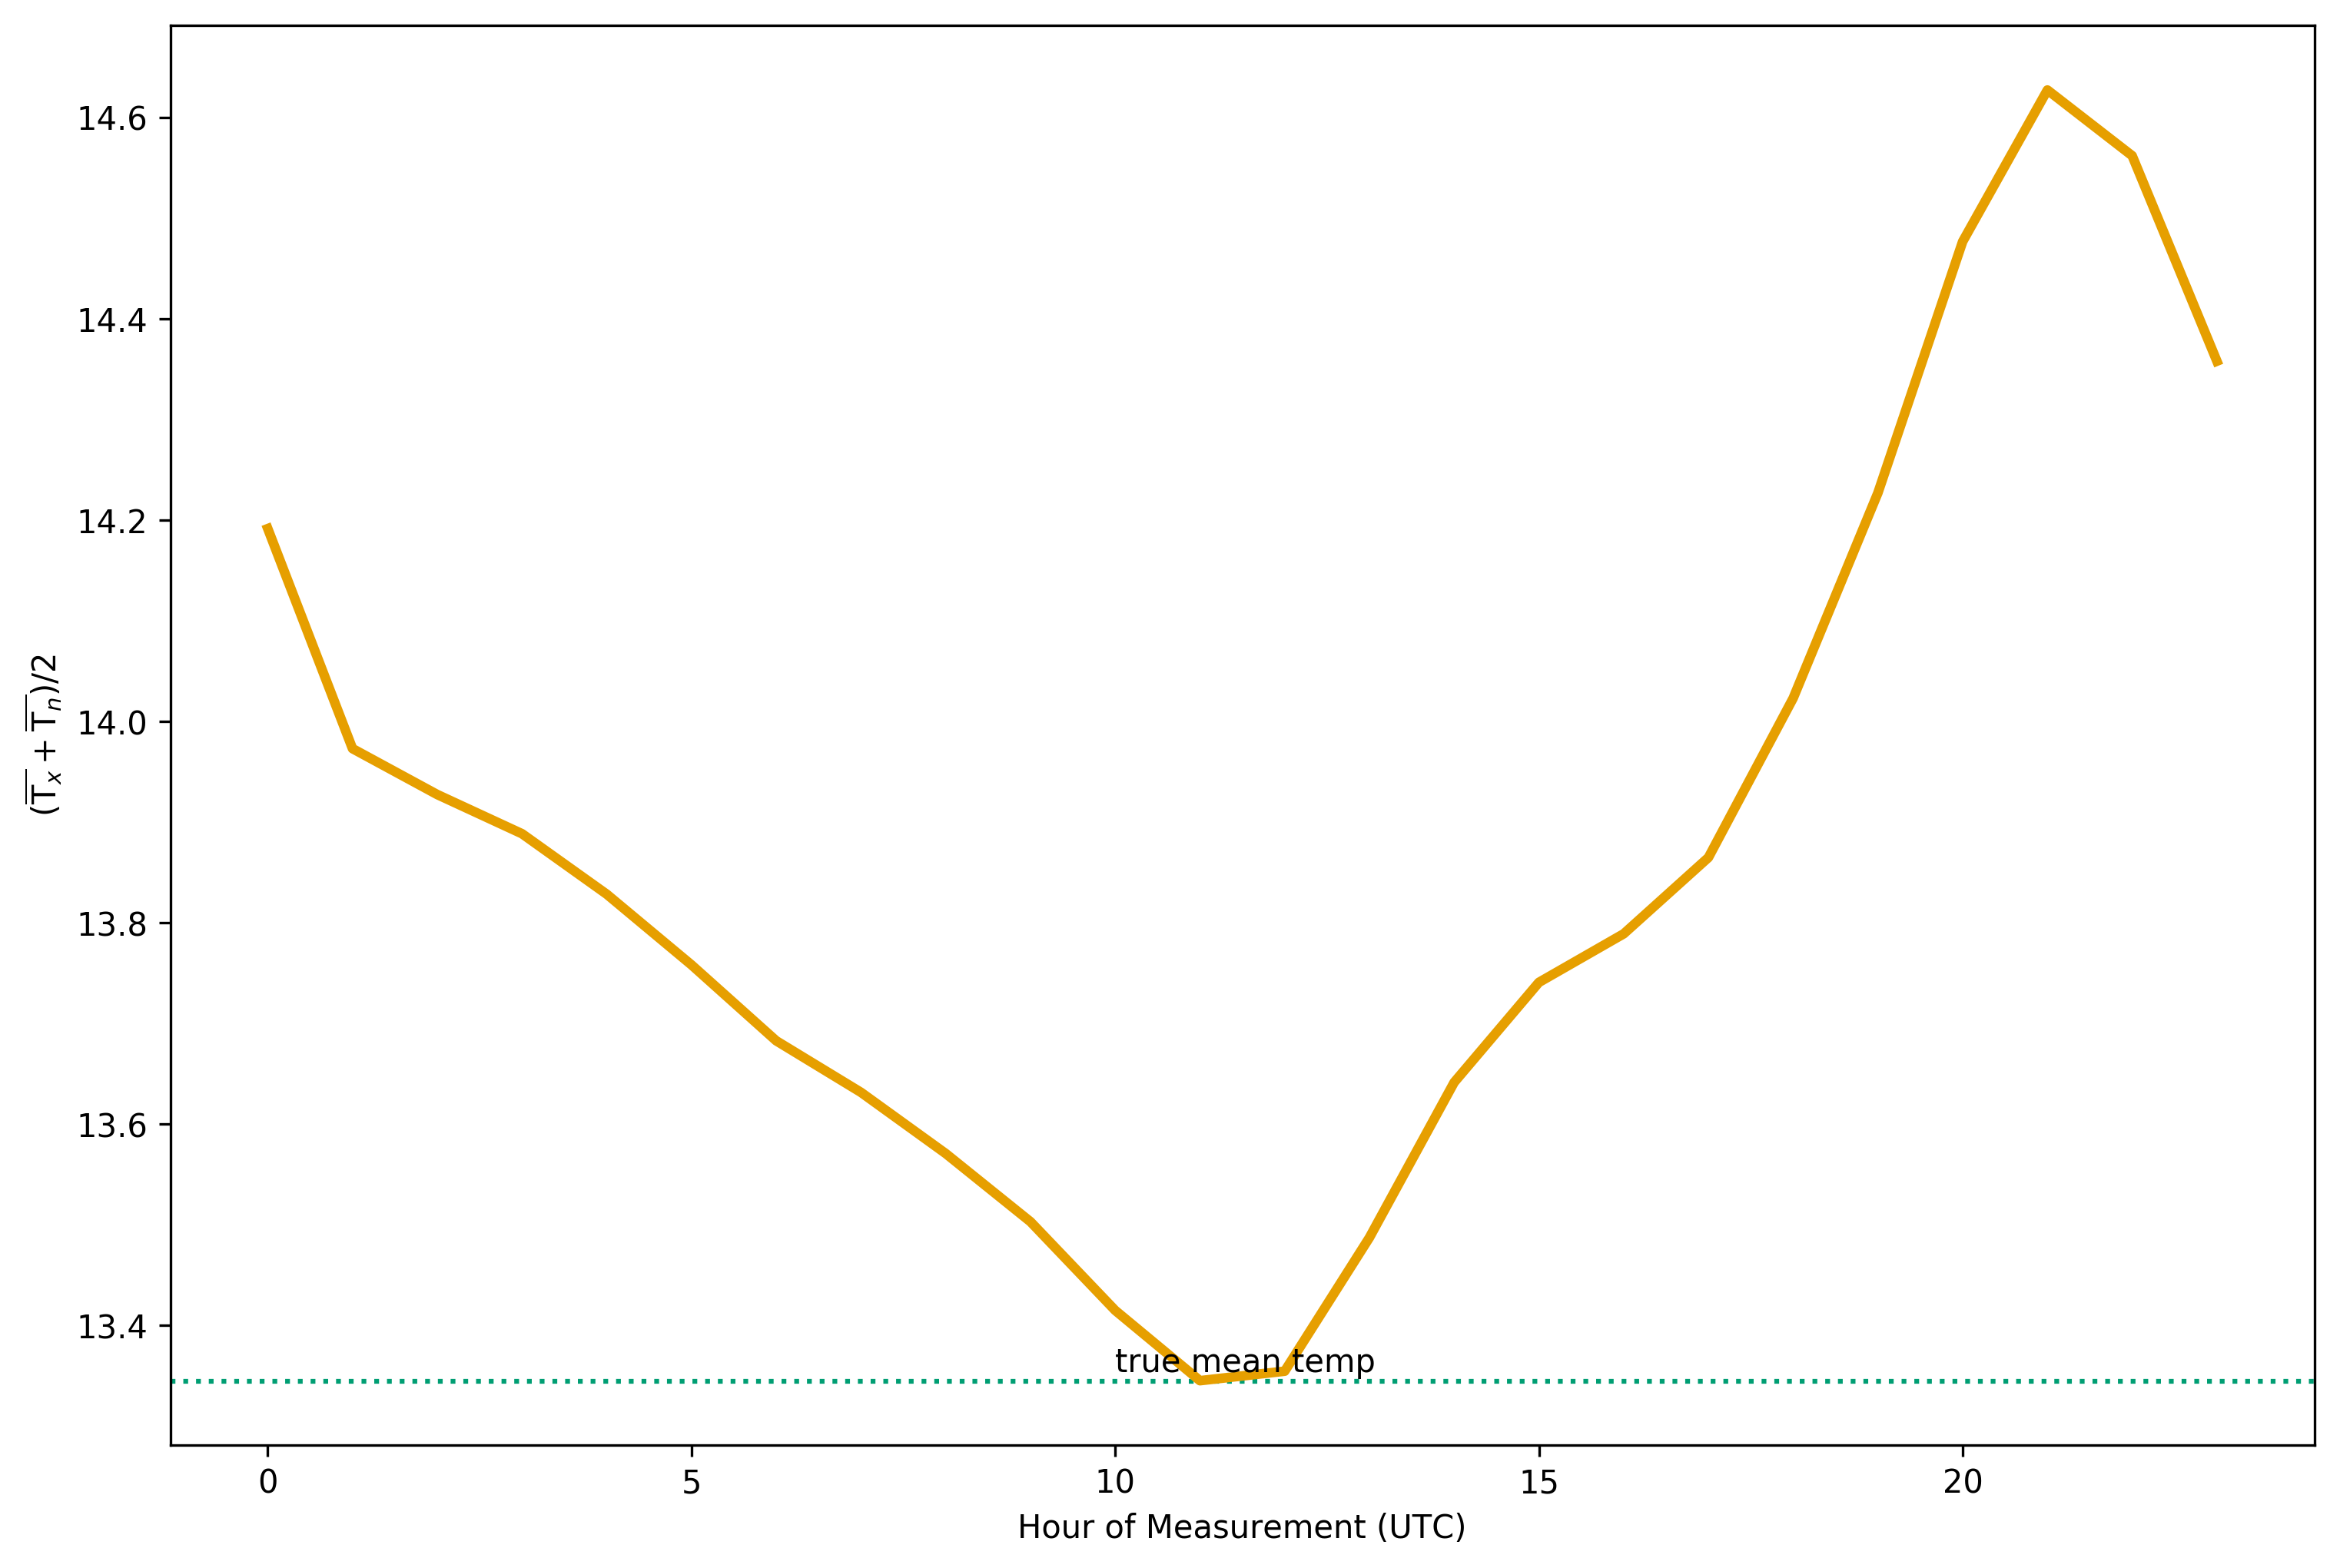 14.6
14.4
14.2
14.0
13.8
13.6
13.4
(T̅ₓ + T̅ₙ)/2
true mean temp
0 5 10 15 20
Hour of Measurement (UTC)